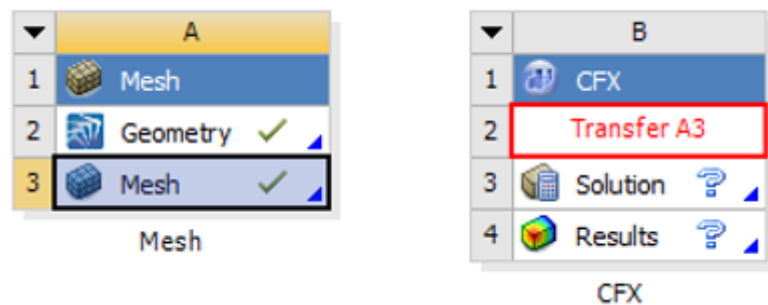 A
1 Mesh
2 Geometry
3 Mesh
Mesh
B
1 CFX
2 Transfer A3
3 Solution
4 Results
CFX